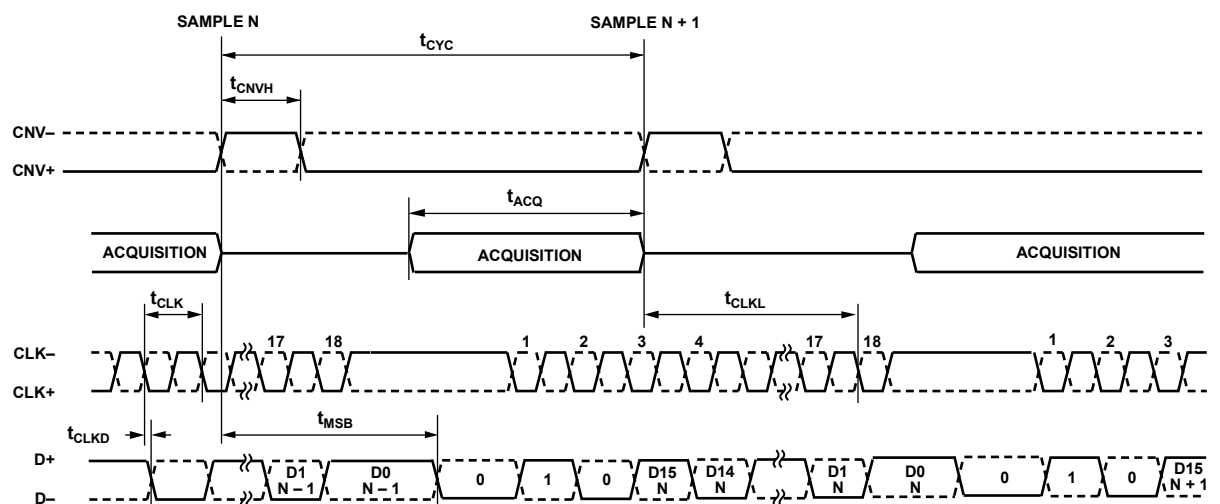 SAMPLE N SAMPLE N + 1
tCYC
tCNVH
CNV–
CNV+
tACQ
ACQUISITION ACQUISITION ACQUISITION
tCLK tCLKL
CLK– 17 18 1 2 3 4 17 18 1 2 3
CLK+
tCLKD tMSB
D+ D1 D0 D15 D14 D1 D0 D15
0 1 0 0 1 0
D– N – 1 N – 1 N N N N N + 1